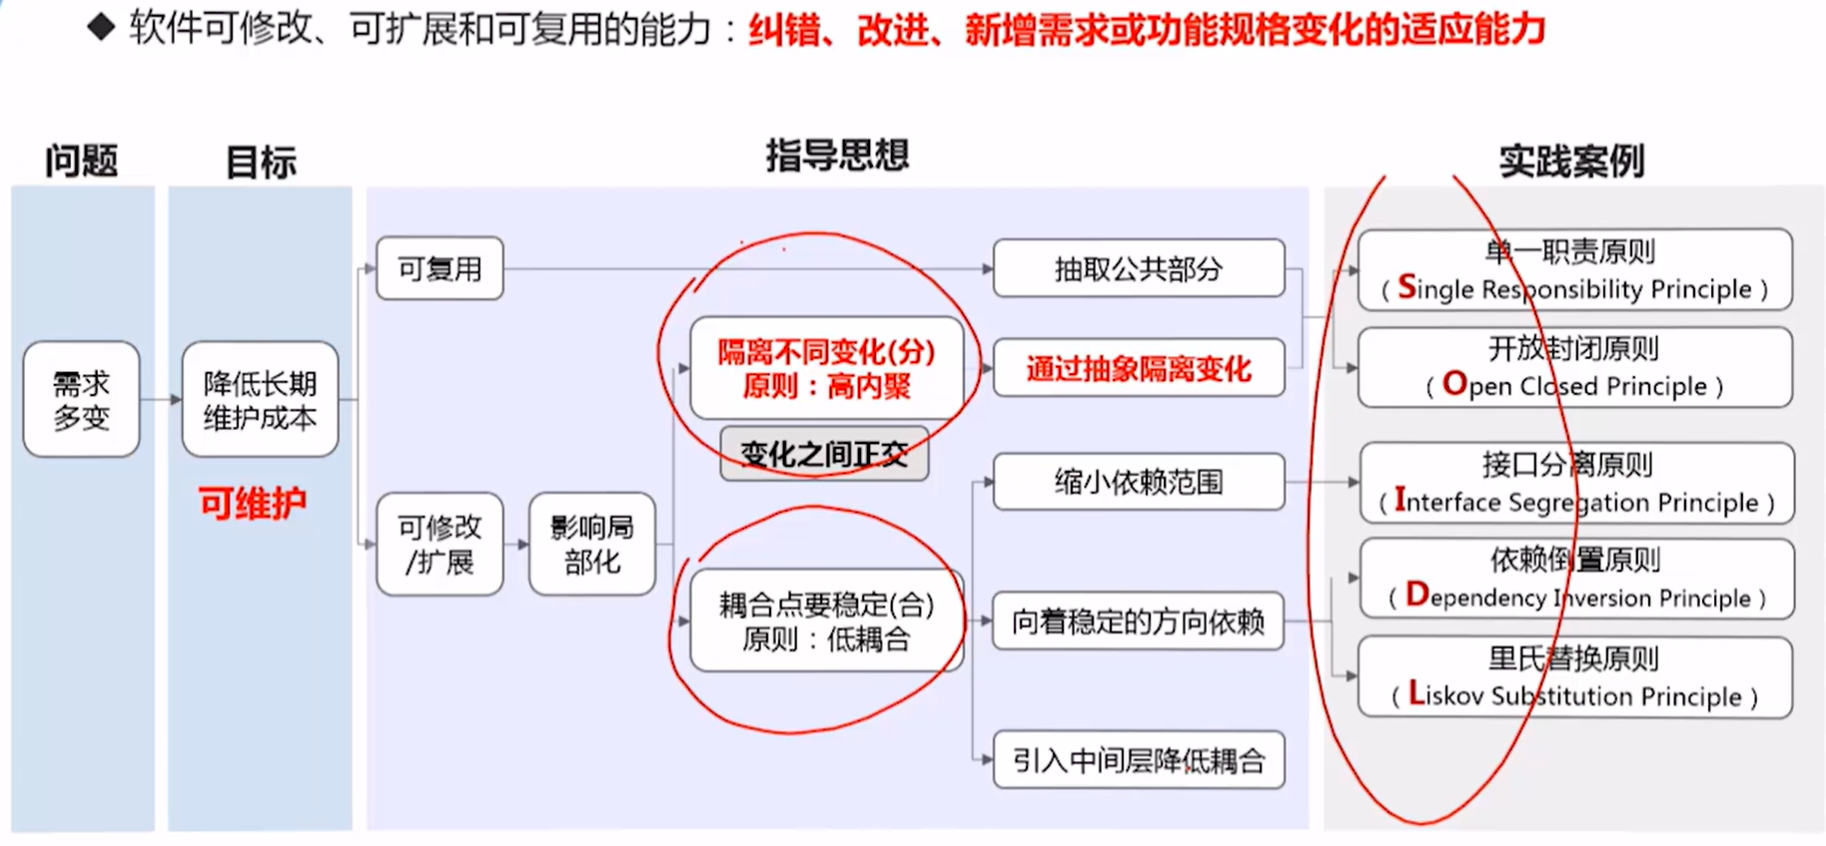 ◆ 软件可修改、可扩展和可复用的能力：纠错、改进、新增需求或功能规格变化的适应能力
问题
目标
指导思想
实践案例
需求
多变
降低长期
维护成本
可维护
可复用
可修改
/扩展
影响局
部化
隔离不同变化(分)
原则：高内聚
变化之间正交
耦合点要稳定(合)
原则：低耦合
抽取公共部分
通过抽象隔离变化
缩小依赖范围
向着稳定的方向依赖
引入中间层降低耦合
单一职责原则
（Single Responsibility Principle）
开放封闭原则
（Open Closed Principle）
接口分离原则
（Interface Segregation Principle）
依赖倒置原则
（Dependency Inversion Principle）
里氏替换原则
（Liskov Substitution Principle）